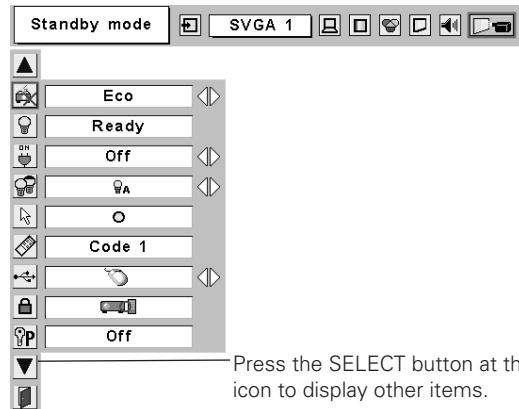 Standby mode
SVGA 1
Eco
Ready
ON
Off
A
Code 1
P
Off
Press the SELECT button at th
icon to display other items.